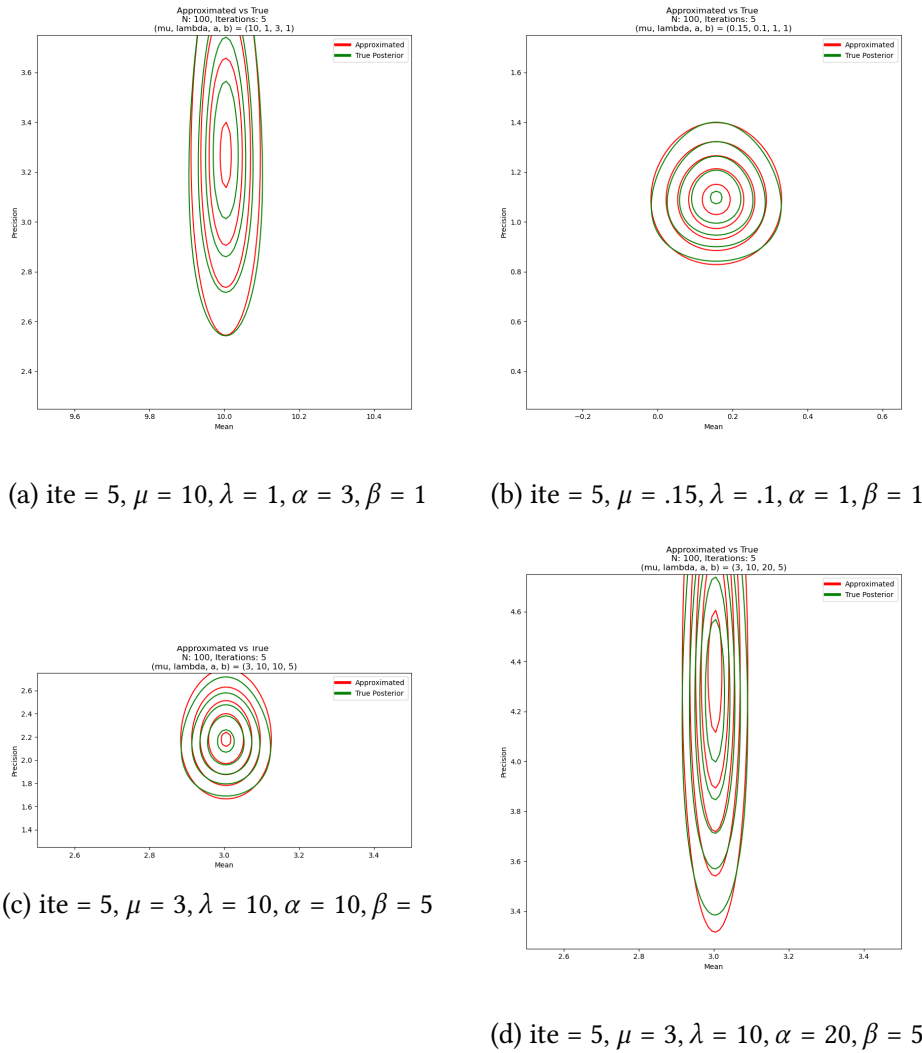 Approximated vs True
N: 100, Iterations: 5
(mu, lambda, a, b) = (10, 1, 3, 1)
Approximated
True Posterior
Precision
3.6
3.4
3.2
3.0
2.8
2.6
2.4
9.6
9.8
10.0
10.2
10.4
Mean
(a) ite = 5, μ = 10, λ = 1, α = 3, β = 1
Approximated vs True
N: 100, Iterations: 5
(mu, lambda, a, b) = (0.15, 0.1, 1, 1)
Approximated
True Posterior
Precision
1.6
1.4
1.2
1.0
0.8
0.6
0.4
−0.2
0.0
0.2
0.4
0.6
Mean
(b) ite = 5, μ = .15, λ = .1, α = 1, β = 1
Approximated vs True
N: 100, Iterations: 5
(mu, lambda, a, b) = (3, 10, 10, 5)
Approximated
True Posterior
Precision
2.6
2.4
2.2
2.0
1.8
1.6
1.4
2.6
2.8
3.0
3.2
3.4
Mean
(c) ite = 5, μ = 3, λ = 10, α = 10, β = 5
Approximated vs True
N: 100, Iterations: 5
(mu, lambda, a, b) = (3, 10, 20, 5)
Approximated
True Posterior
Precision
4.6
4.4
4.2
4.0
3.8
3.6
3.4
2.6
2.8
3.0
3.2
3.4
Mean
(d) ite = 5, μ = 3, λ = 10, α = 20, β = 5